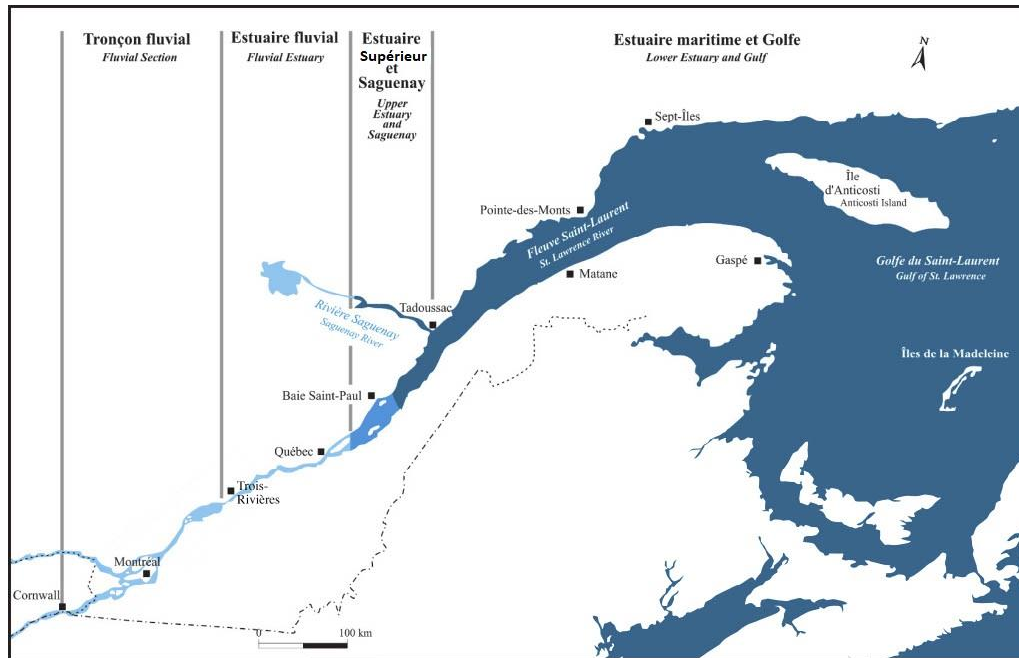 Tronçon fluvial
Fluvial Section
Estuaire fluvial
Fluvial Estuary
Estuaire
Supérieur
et
Saguenay
Upper
Estuary
and
Saguenay
Estuaire maritime et Golfe
Lower Estuary and Gulf
N
Sept-Îles
Île
d'Anticosti
Anticosti Island
Pointe-des-Monts
Fleuve Saint-Laurent
St. Lawrence River
Matane
Gaspé
Golfe du Saint-Laurent
Gulf of St. Lawrence
Tadoussac
Rivière Saguenay
Saguenay River
Îles de la Madeleine
Baie Saint-Paul
Québec
Trois-
Rivières
Montréal
Cornwall
0 100 km